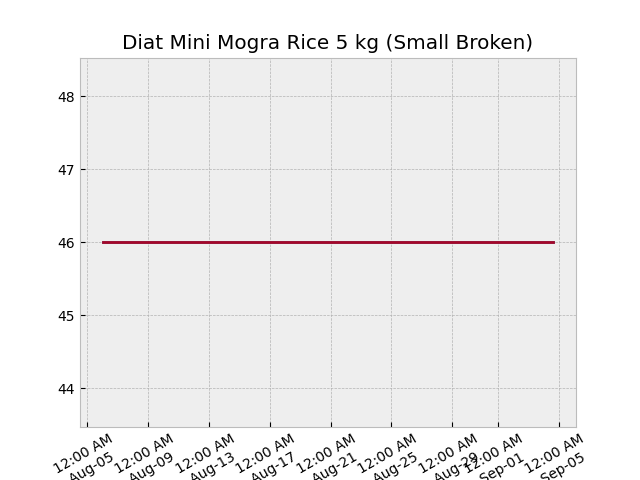 Diat Mini Mogra Rice 5 kg (Small Broken)
48
47
46
45
44
12:00 AM
Aug-05
12:00 AM
Aug-09
12:00 AM
Aug-13
12:00 AM
Aug-17
12:00 AM
Aug-21
12:00 AM
Aug-25
12:00 AM
Aug-29
12:00 AM
Sep-01
12:00 AM
Sep-05